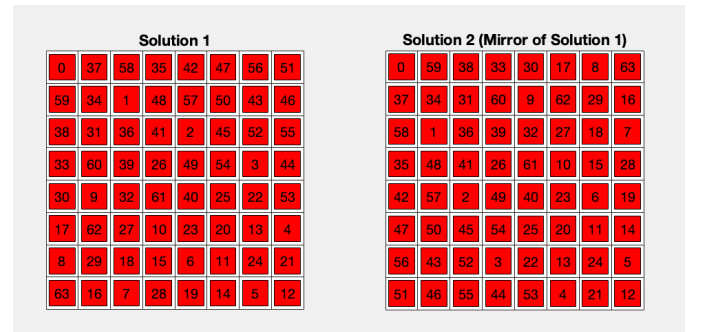 Solution 1
0 37 58 35 42 47 56 51
59 34 1 48 57 50 43 46
38 31 36 41 2 45 52 55
33 60 39 26 49 54 3 44
30 9 32 61 40 25 22 53
17 62 27 10 23 20 13 4
8 29 18 15 6 11 24 21
63 16 7 28 19 14 5 12
Solution 2 (Mirror of Solution 1)
0 59 38 33 30 17 8 63
37 34 31 60 9 62 29 16
58 1 36 39 32 27 18 7
35 48 41 26 61 10 15 28
42 57 2 49 40 23 6 19
47 50 45 54 25 20 11 14
56 43 52 3 22 13 24 5
51 46 55 44 53 4 21 12